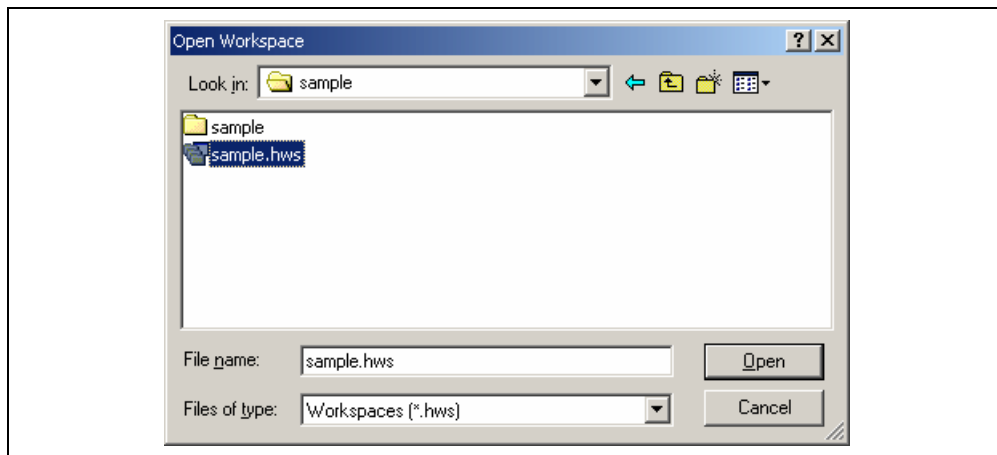 Open Workspace
Look in: sample
sample
sample.hws
File name: sample.hws Open
Files of type: Workspaces (*.hws) Cancel